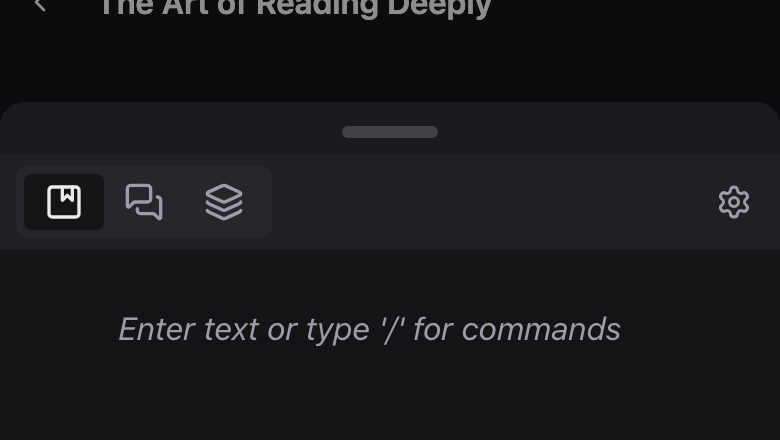 The Art of Reading Deeply
Enter text or type '/' for commands